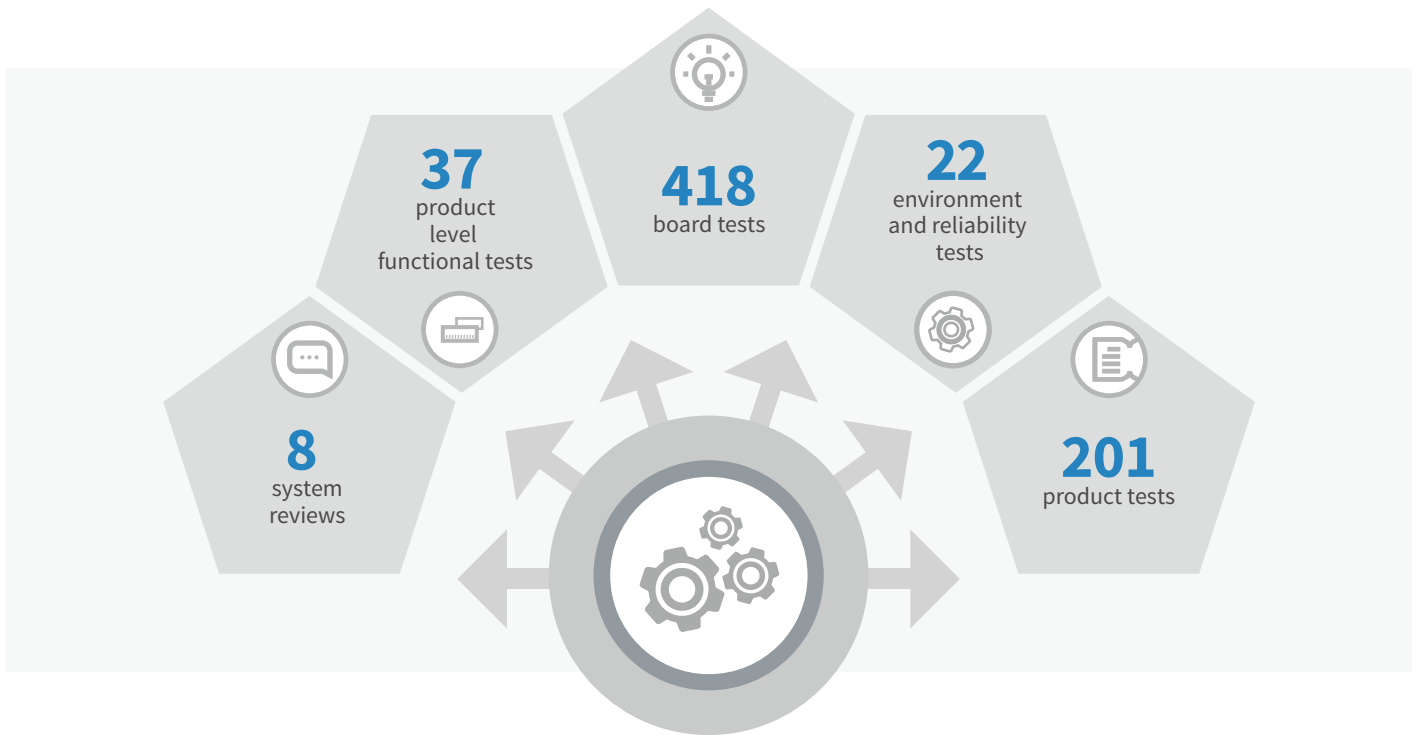 8
system
reviews
37
product
level
functional tests
418
board tests
22
environment
and reliability
tests
201
product tests